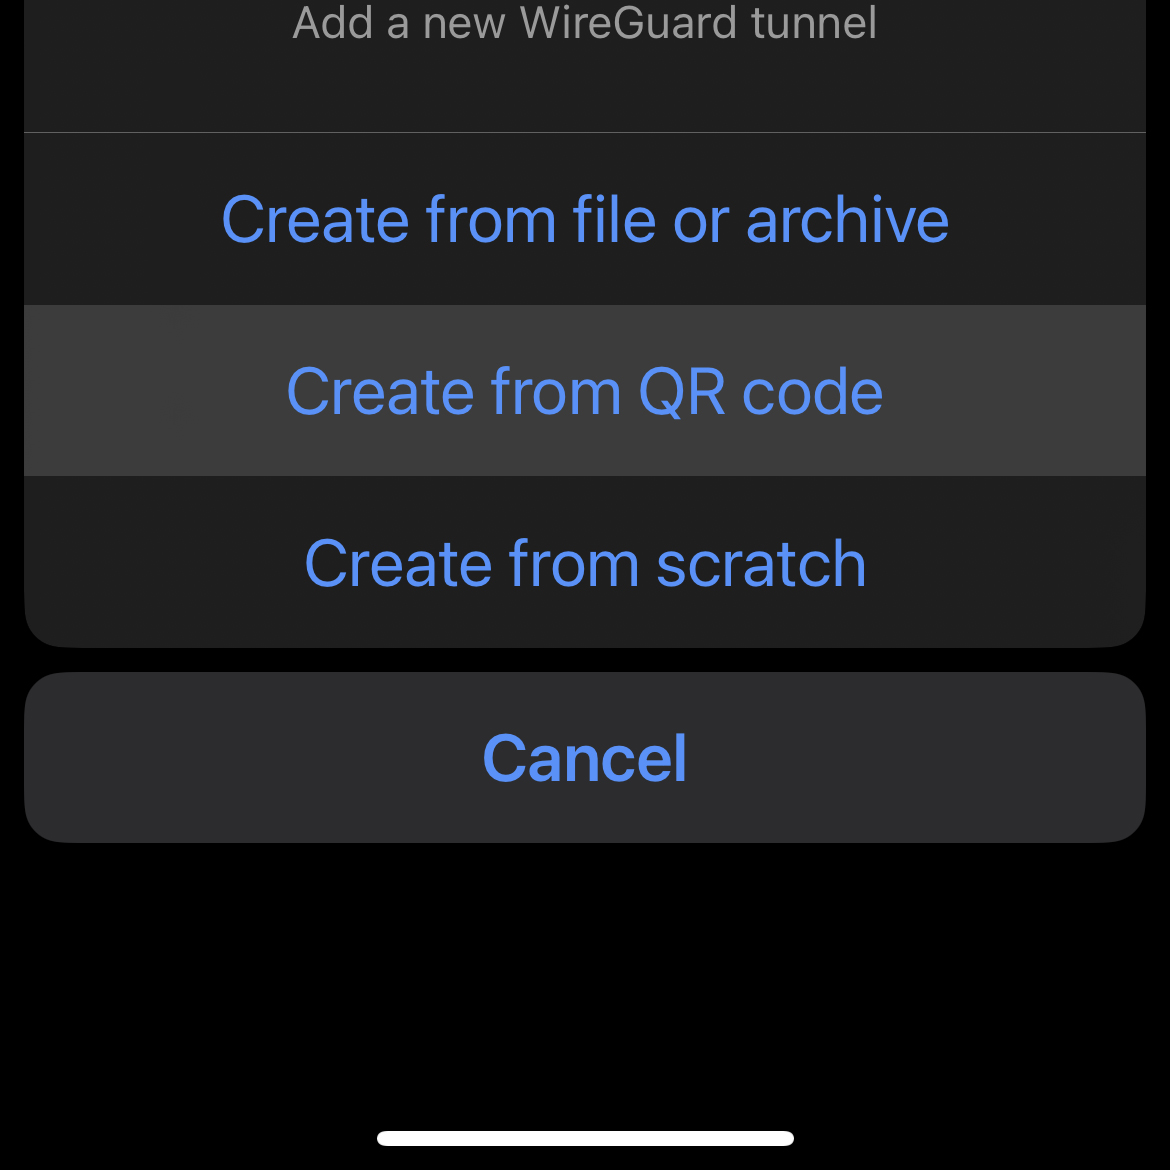 Add a new WireGuard tunnel
Create from file or archive
Create from QR code
Create from scratch
Cancel